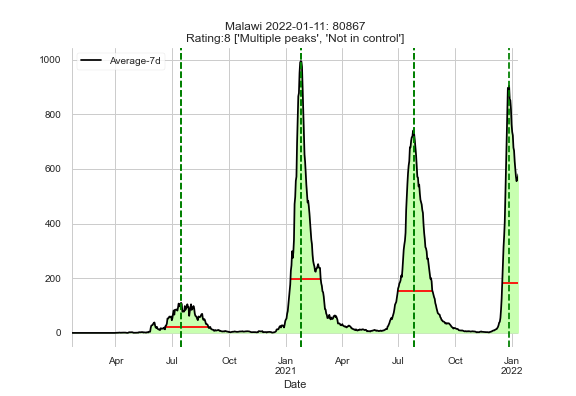 Malawi 2022-01-11: 80867
Rating:8 ['Multiple peaks', 'Not in control']
Average-7d
1000
800
600
400
200
0
Apr Jul Oct Jan Apr Jul Oct Jan
2021 2022
Date